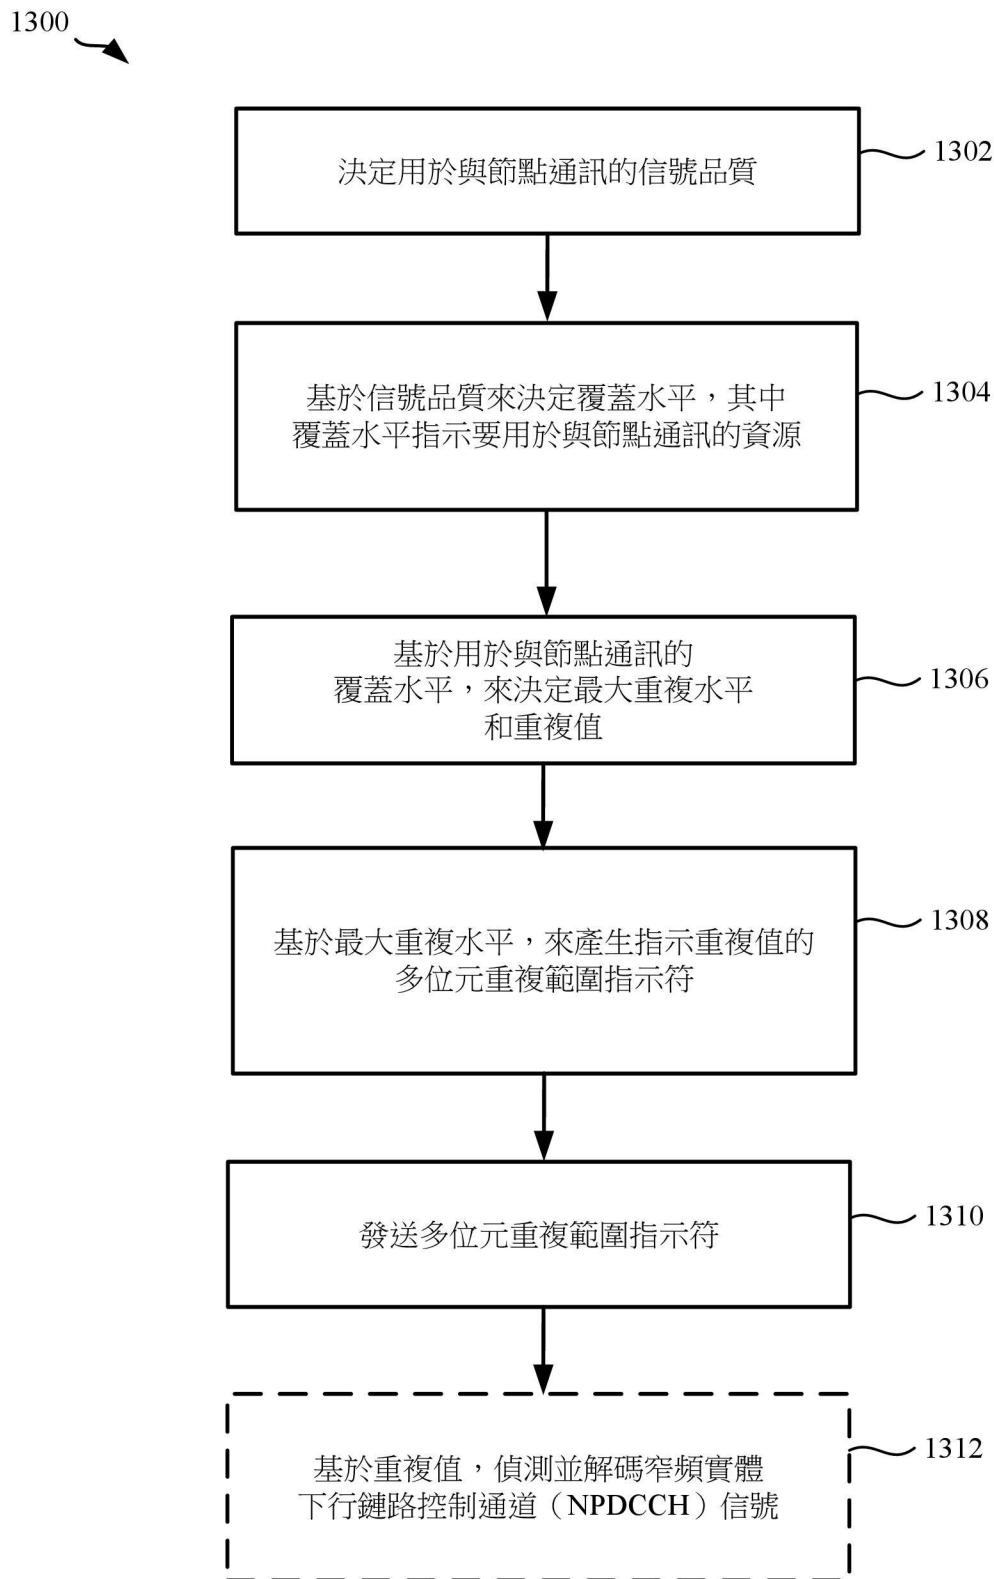 1300
決定用於與節點通訊的信號品質
1302
基於信號品質來決定覆蓋水平，其中
覆蓋水平指示要用於與節點通訊的資源
1304
基於用於與節點通訊的
覆蓋水平，來決定最大重複水平
和重複值
1306
基於最大重複水平，來產生指示重複值的
多位元重複範圍指示符
1308
發送多位元重複範圍指示符
1310
基於重複值，偵測並解碼窄頻實體
下行鏈路控制通道（NPDCCH）信號
1312